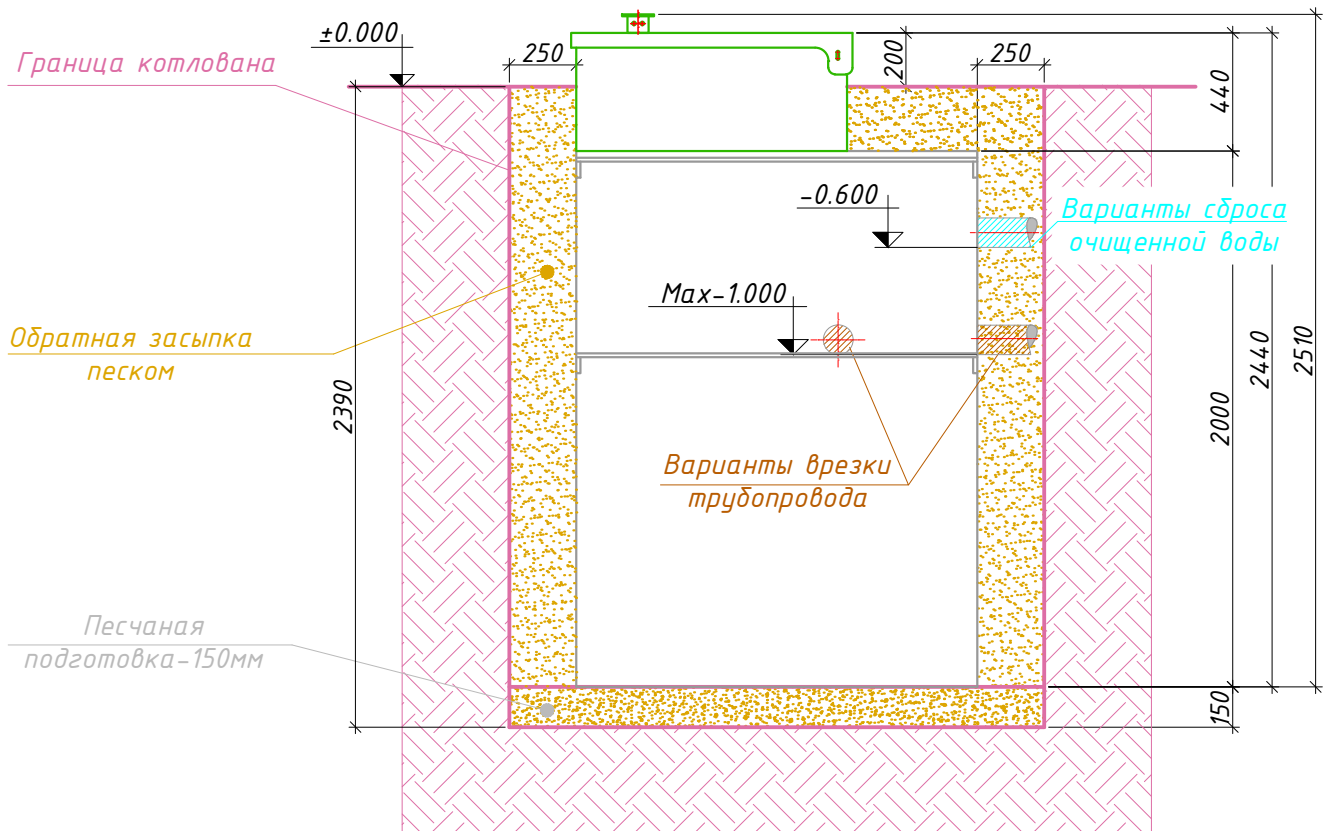 ±0.000
250
200
250
440
Граница котлована
-0.600
Варианты сброса
очищенной воды
Max-1.000
Обратная засыпка
песком
2390
2000
2440
2510
Варианты врезки
трубопровода
Песчаная
подготовка-150мм
150